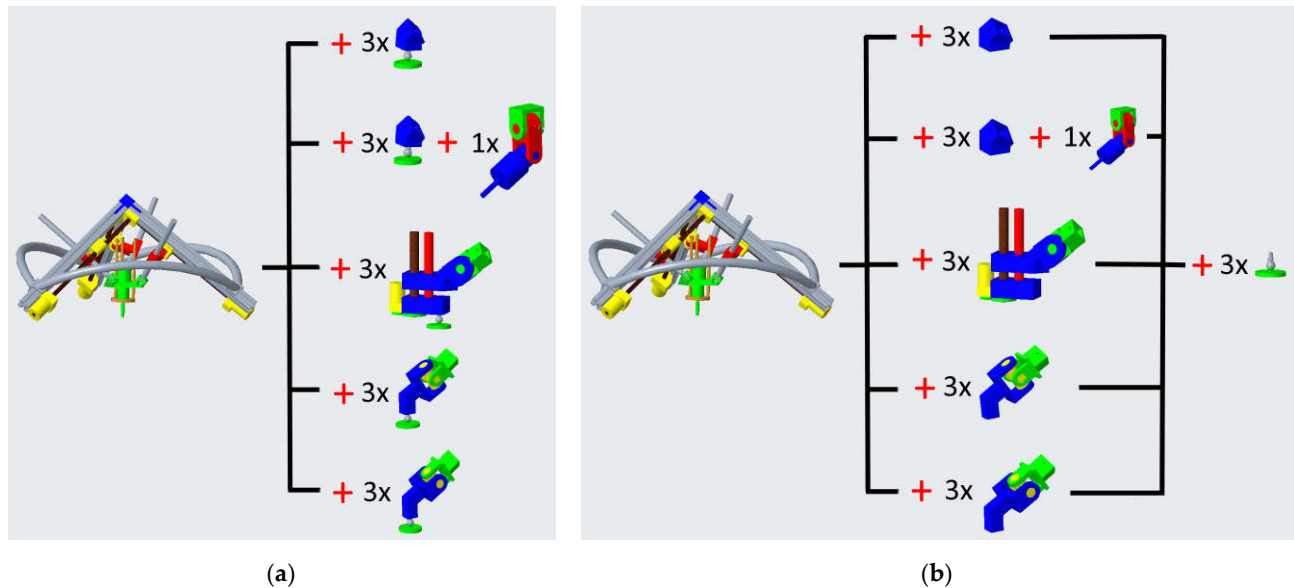 + 3x
+ 3x + 1x
+ 3x
+ 3x
+ 3x
(a)
+ 3x
+ 3x + 1x
+ 3x
+ 3x
+ 3x
+ 3x
(b)